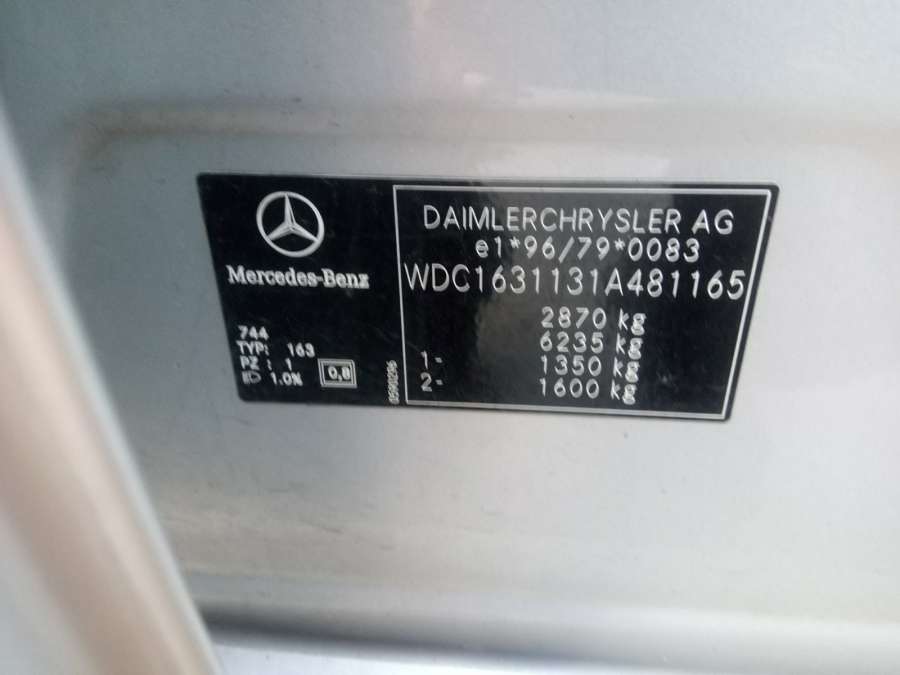 Mercedes-Benz
744
TYP: 163
PZ : 1
1.0%
0,8
DAIMLERCHRYSLER AG
e1*96/79*0083
WDC1631131A481165
2870 kg
6235 kg
1- 1350 kg
2- 1600 kg